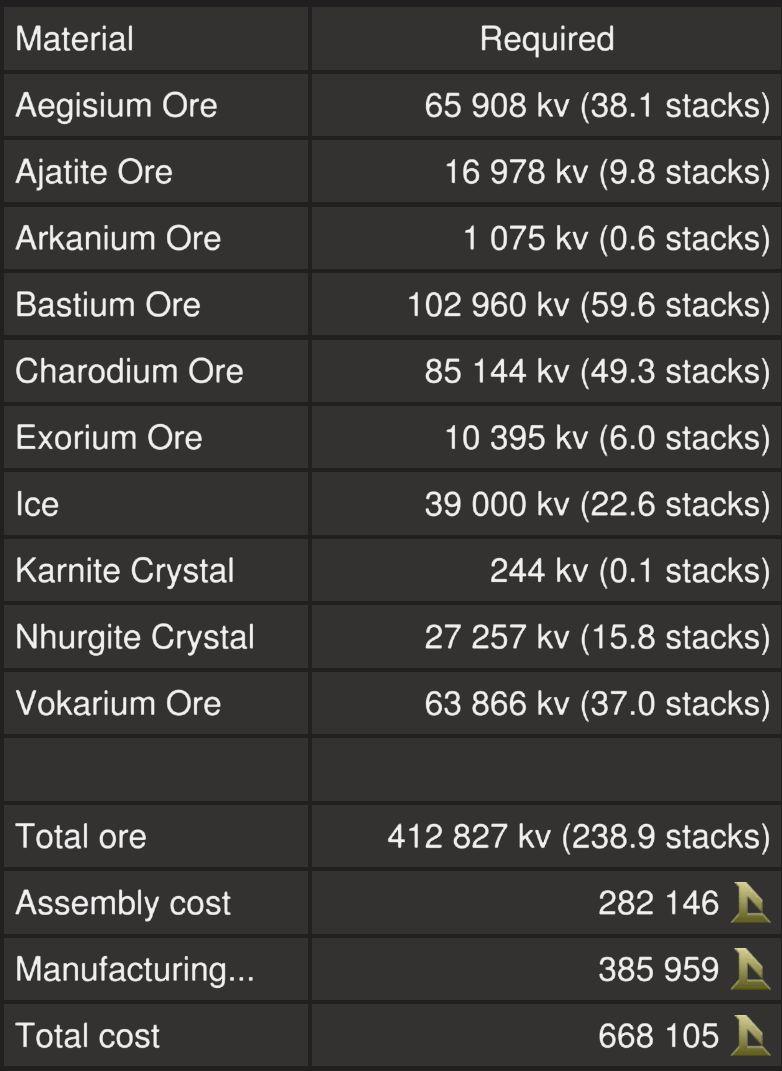 Material Required
Aegisium Ore 65 908 kv (38.1 stacks)
Ajatite Ore 16 978 kv (9.8 stacks)
Arkanium Ore 1 075 kv (0.6 stacks)
Bastium Ore 102 960 kv (59.6 stacks)
Charodium Ore 85 144 kv (49.3 stacks)
Exorium Ore 10 395 kv (6.0 stacks)
Ice 39 000 kv (22.6 stacks)
Karnite Crystal 244 kv (0.1 stacks)
Nhurgite Crystal 27 257 kv (15.8 stacks)
Vokarium Ore 63 866 kv (37.0 stacks)
Total ore 412 827 kv (238.9 stacks)
Assembly cost 282 146
Manufacturing... 385 959
Total cost 668 105